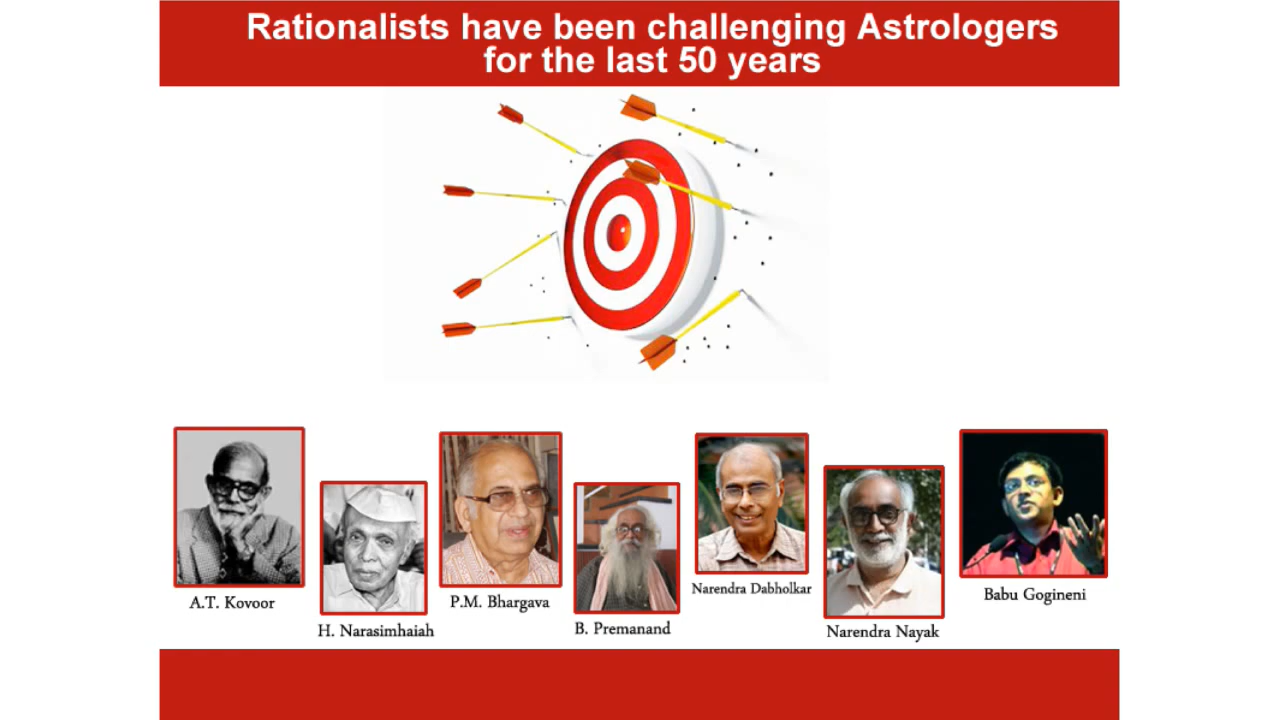 Rationalists have been challenging Astrologers
for the last 50 years
A.T. Kovoor
H. Narasimhaiah
P.M. Bhargava
B. Premanand
Narendra Dabholkar
Narendra Nayak
Babu Gogineni